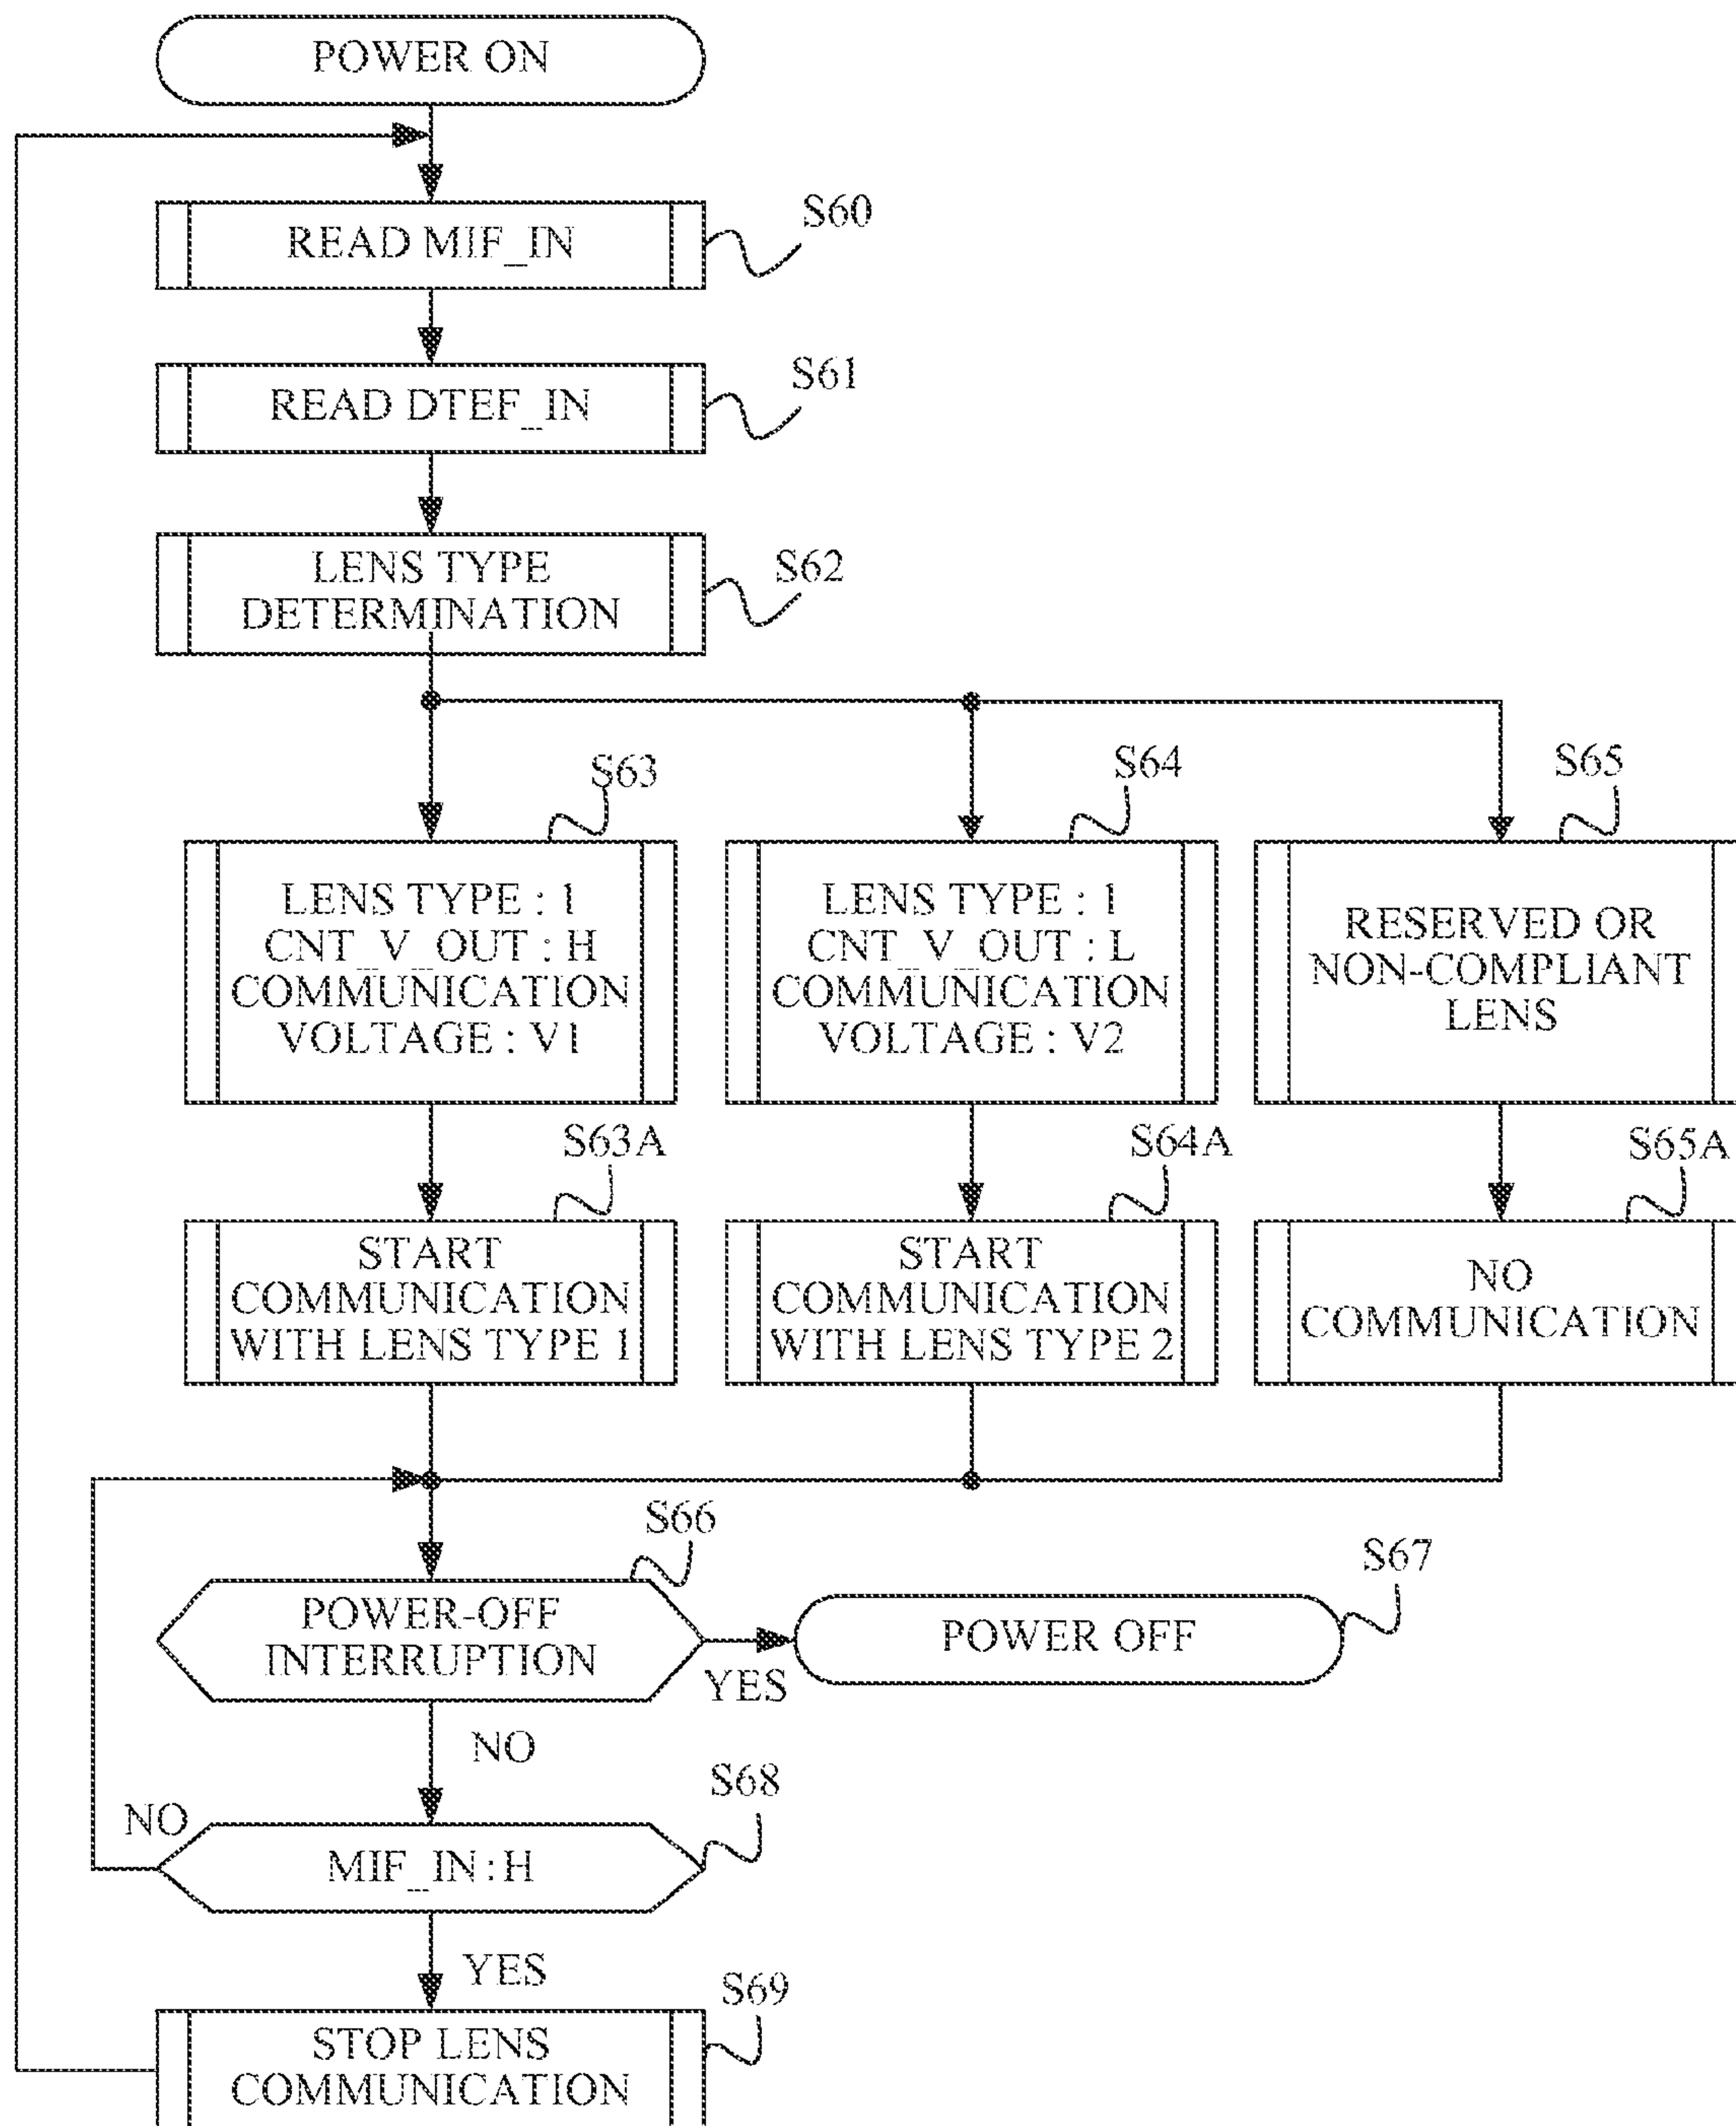 POWER ON
READ MIF_IN
S60
READ DTEF_IN
S61
LENS TYPE
DETERMINATION
S62
S63
S64
S65
LENS TYPE : 1
CNT_V_OUT : H
COMMUNICATION
VOLTAGE : V1
LENS TYPE : 1
CNT_V_OUT : L
COMMUNICATION
VOLTAGE : V2
RESERVED OR
NON-COMPLIANT
LENS
S63A
S64A
S65A
START
COMMUNICATION
WITH LENS TYPE 1
START
COMMUNICATION
WITH LENS TYPE 2
NO
COMMUNICATION
S66
S67
POWER-OFF
INTERRUPTION
YES
POWER OFF
NO
S68
NO
MIF_IN : H
YES
S69
STOP LENS
COMMUNICATION